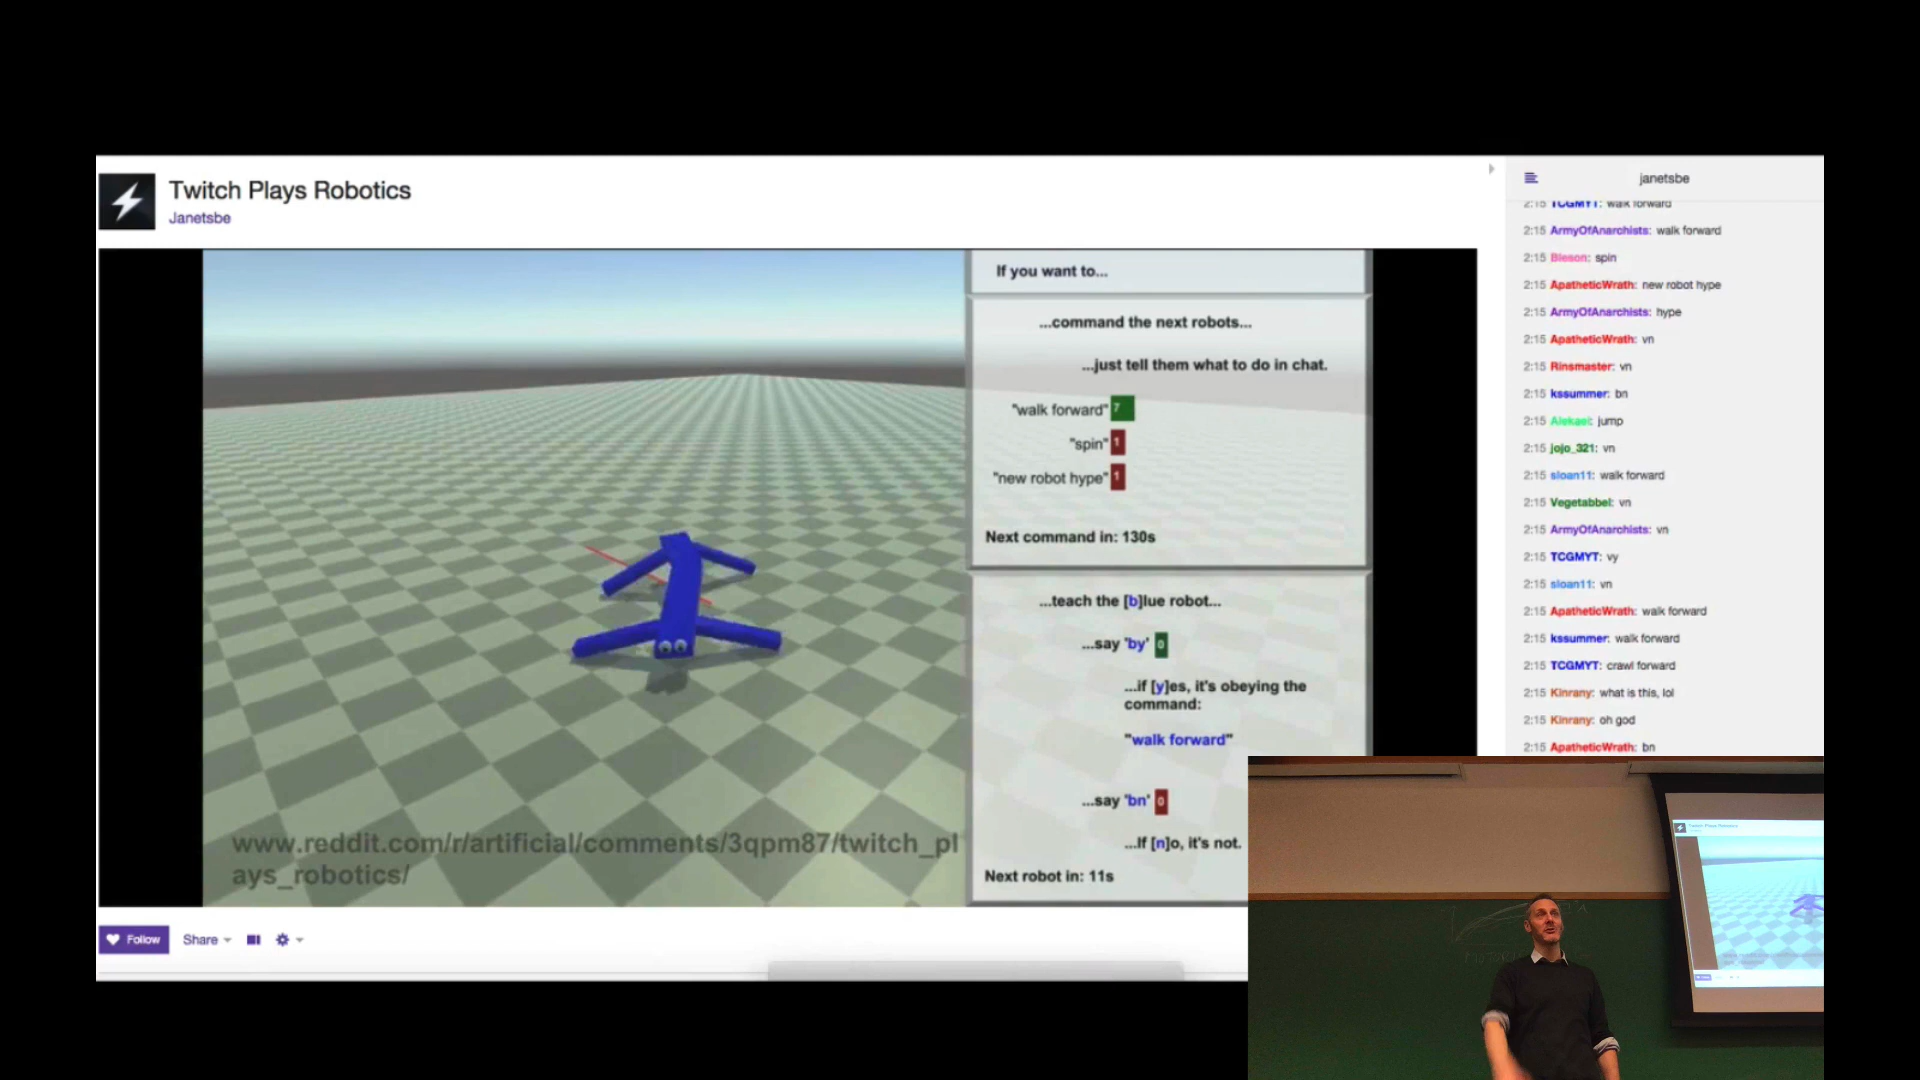 Twitch Plays Robotics
Janetsbe
If you want to...
...command the next robots...
...just tell them what to do in chat.
"walk forward" 7
"spin" 1
"new robot hype" 1
Next command in: 130s
...teach the [b]lue robot...
...say 'by' 0
...if [y]es, it's obeying the
command:
"walk forward"
...say 'bn' 0
...If [n]o, it's not.
Next robot in: 11s
www.reddit.com/r/artificial/comments/3qpm87/twitch_pl
ays_robotics/
Follow Share
janetsbe
2:15 TCGMYT: walk forward
2:15 ArmyOfAnarchists: walk forward
2:15 Bleson: spin
2:15 ApatheticWrath: new robot hype
2:15 ArmyOfAnarchists: hype
2:15 ApatheticWrath: vn
2:15 Rinsmaster: vn
2:15 kssummer: bn
2:15 Alekael: jump
2:15 jojo_321: vn
2:15 sloan11: walk forward
2:15 Vegetabbel: vn
2:15 ArmyOfAnarchists: vn
2:15 TCGMYT: vy
2:15 sloan11: vn
2:15 ApatheticWrath: walk forward
2:15 kssummer: walk forward
2:15 TCGMYT: crawl forward
2:15 Kinrany: what is this, lol
2:15 Kinrany: oh god
2:15 ApatheticWrath: bn